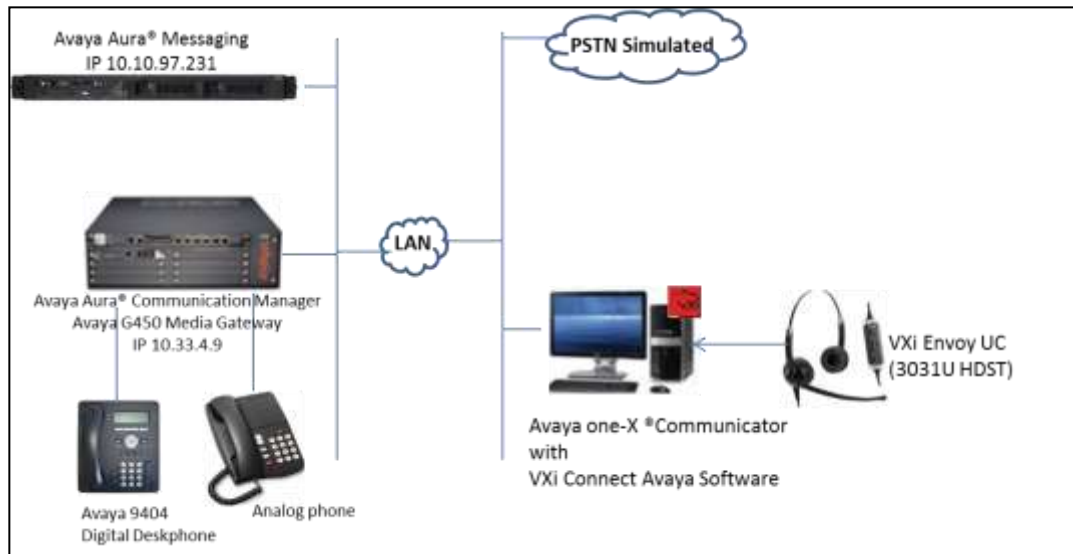 Avaya Aura® Messaging
IP 10.10.97.231
PSTN Simulated
LAN
Avaya Aura® Communication Manager
Avaya G450 Media Gateway
IP 10.33.4.9
Avaya 9404
Digital Deskphone
Analog phone
Avaya one-X ®Communicator
with
VXi Connect Avaya Software
VXi Envoy UC
(3031U HDST)